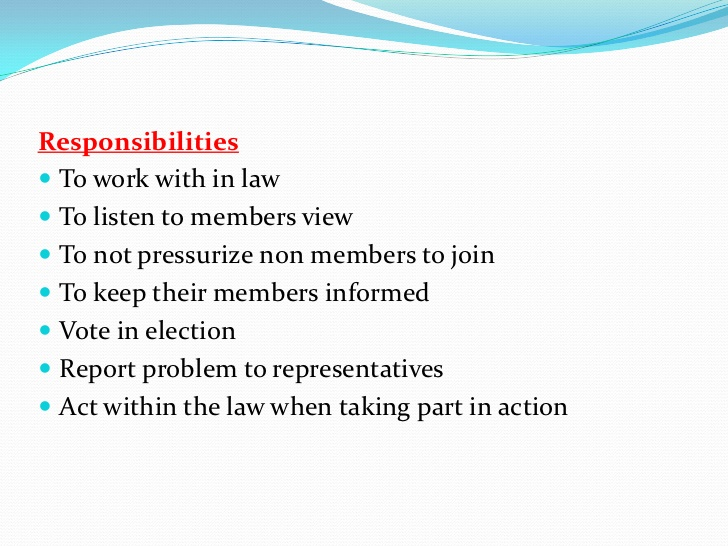 Responsibilities
• To work with in law
• To listen to members view
• To not pressurize non members to join
• To keep their members informed
• Vote in election
• Report problem to representatives
• Act within the law when taking part in action